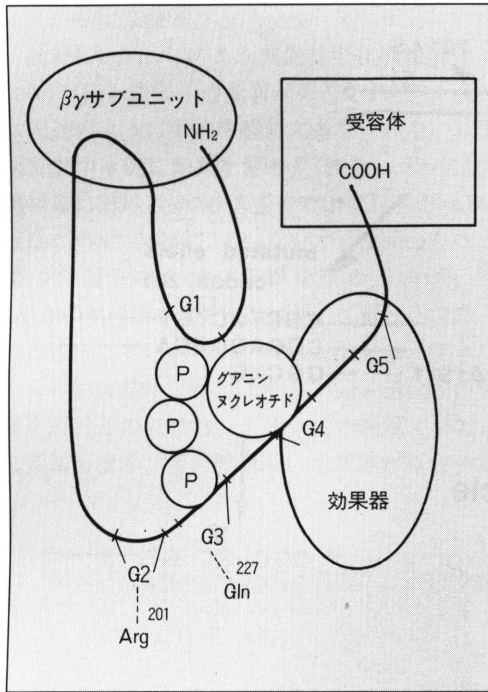 βγサブユニット
NH₂
受容体
COOH
G1
P
グアニン
ヌクレオチド
P
G5
G4
P
効果器
G3
G2
227
Gln
201
Arg